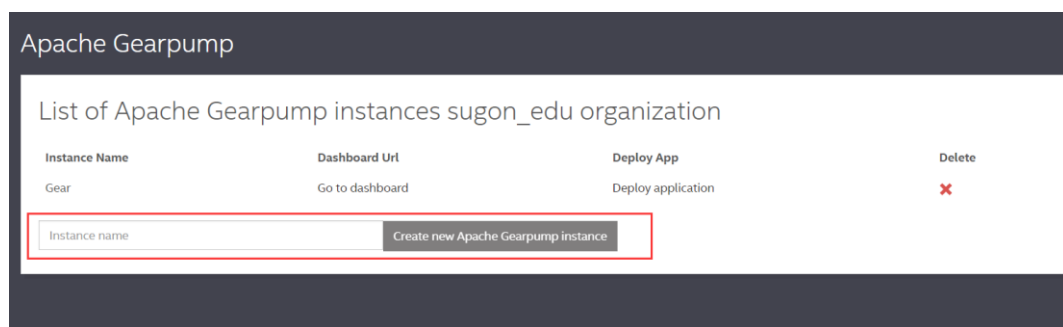 Apache Gearpump
List of Apache Gearpump instances sugon_edu organization
Instance Name Dashboard Url Deploy App Delete
Gear Go to dashboard Deploy application
Instance name Create new Apache Gearpump instance